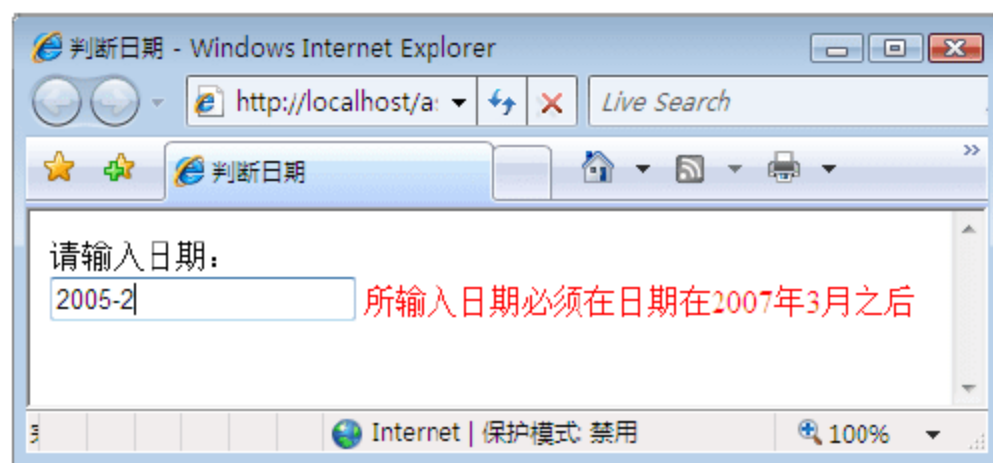 判断日期 - Windows Internet Explorer
http://localhost/a
Live Search
判断日期
请输入日期：
2005-2
所输入日期必须在日期在2007年3月之后
Internet | 保护模式: 禁用
100%